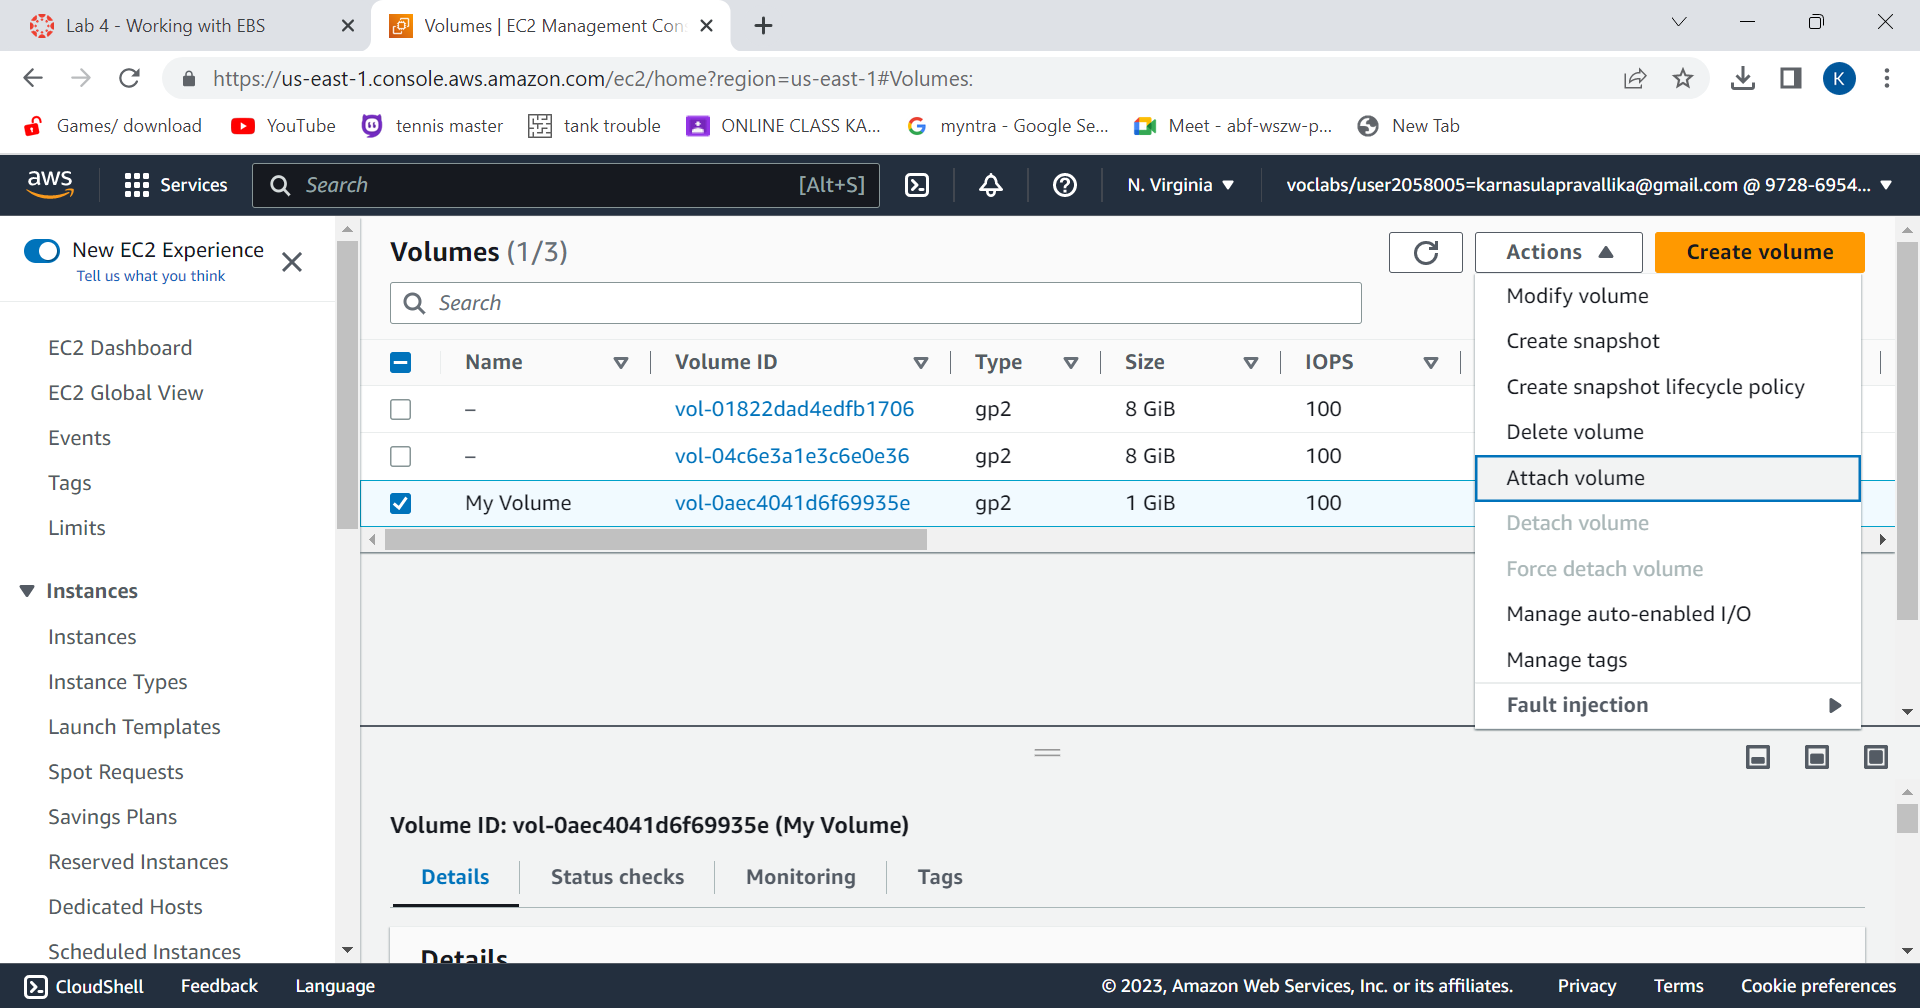 Lab 4 - Working with EBS
Volumes | EC2 Management Con
https://us-east-1.console.aws.amazon.com/ec2/home?region=us-east-1#Volumes:
K
Games/ download
YouTube
tennis master
tank trouble
ONLINE CLASS KA...
myntra - Google Se...
Meet - abf-wszw-p...
New Tab
aws
Services
Search
[Alt+S]
N. Virginia
voclabs/user2058005=karnasulapravallika@gmail.com @ 9728-6954...
New EC2 Experience
Tell us what you think
EC2 Dashboard
EC2 Global View
Events
Tags
Limits
Instances
Instances
Instance Types
Launch Templates
Spot Requests
Savings Plans
Reserved Instances
Dedicated Hosts
Scheduled Instances
Volumes (1/3)
Actions
Create volume
Search
Name Volume ID Type Size IOPS
– vol-01822dad4edfb1706 gp2 8 GiB 100
– vol-04c6e3a1e3c6e0e36 gp2 8 GiB 100
My Volume vol-0aec4041d6f69935e gp2 1 GiB 100
Modify volume
Create snapshot
Create snapshot lifecycle policy
Delete volume
Attach volume
Detach volume
Force detach volume
Manage auto-enabled I/O
Manage tags
Fault injection
Volume ID: vol-0aec4041d6f69935e (My Volume)
Details
Status checks
Monitoring
Tags
Details
CloudShell
Feedback
Language
© 2023, Amazon Web Services, Inc. or its affiliates.
Privacy
Terms
Cookie preferences